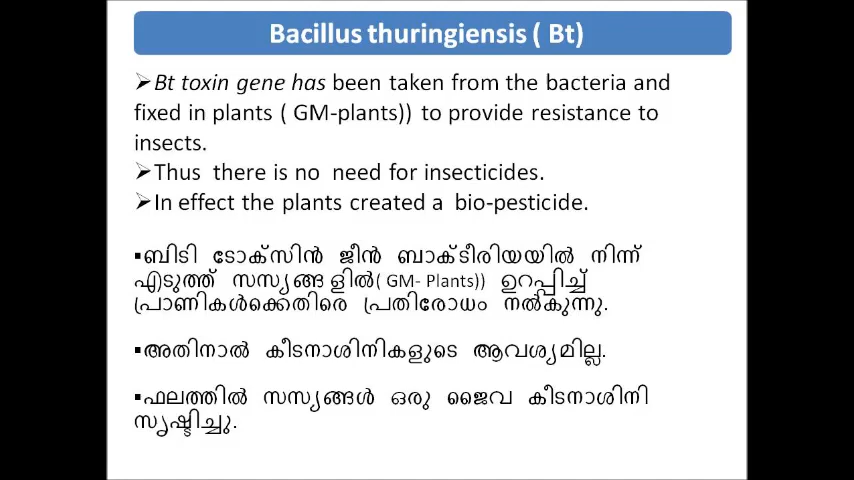 Bacillus thuringiensis ( Bt)
➢Bt toxin gene has been taken from the bacteria and
fixed in plants ( GM-plants)) to provide resistance to
insects.
➢Thus there is no need for insecticides.
➢In effect the plants created a bio-pesticide.
▪ബിടി ടോക്സിൻ ജീൻ ബാക്ടീരിയയിൽ നിന്ന്
എടുത്ത് സസ്യങ്ങ ളിൽ( GM- Plants)) ഉറപ്പിച്ച്
പ്രാണികൾക്കെതിരെ പ്രതിരോധം നൽകുന്നു.
▪അതിനാൽ കീടനാശിനികളുടെ ആവശ്യമില്ല.
▪ഫലത്തിൽ സസ്യങ്ങൾ ഒരു ജൈവ കീടനാശിനി
സൃഷ്ടിച്ചു.